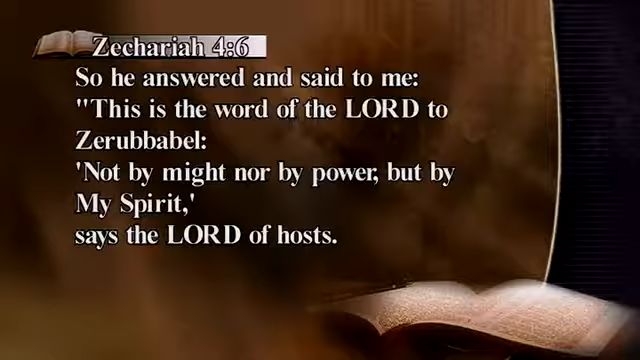 Zechariah 4:6
So he answered and said to me:
"This is the word of the LORD to
Zerubbabel:
'Not by might nor by power, but by
My Spirit,'
says the LORD of hosts.